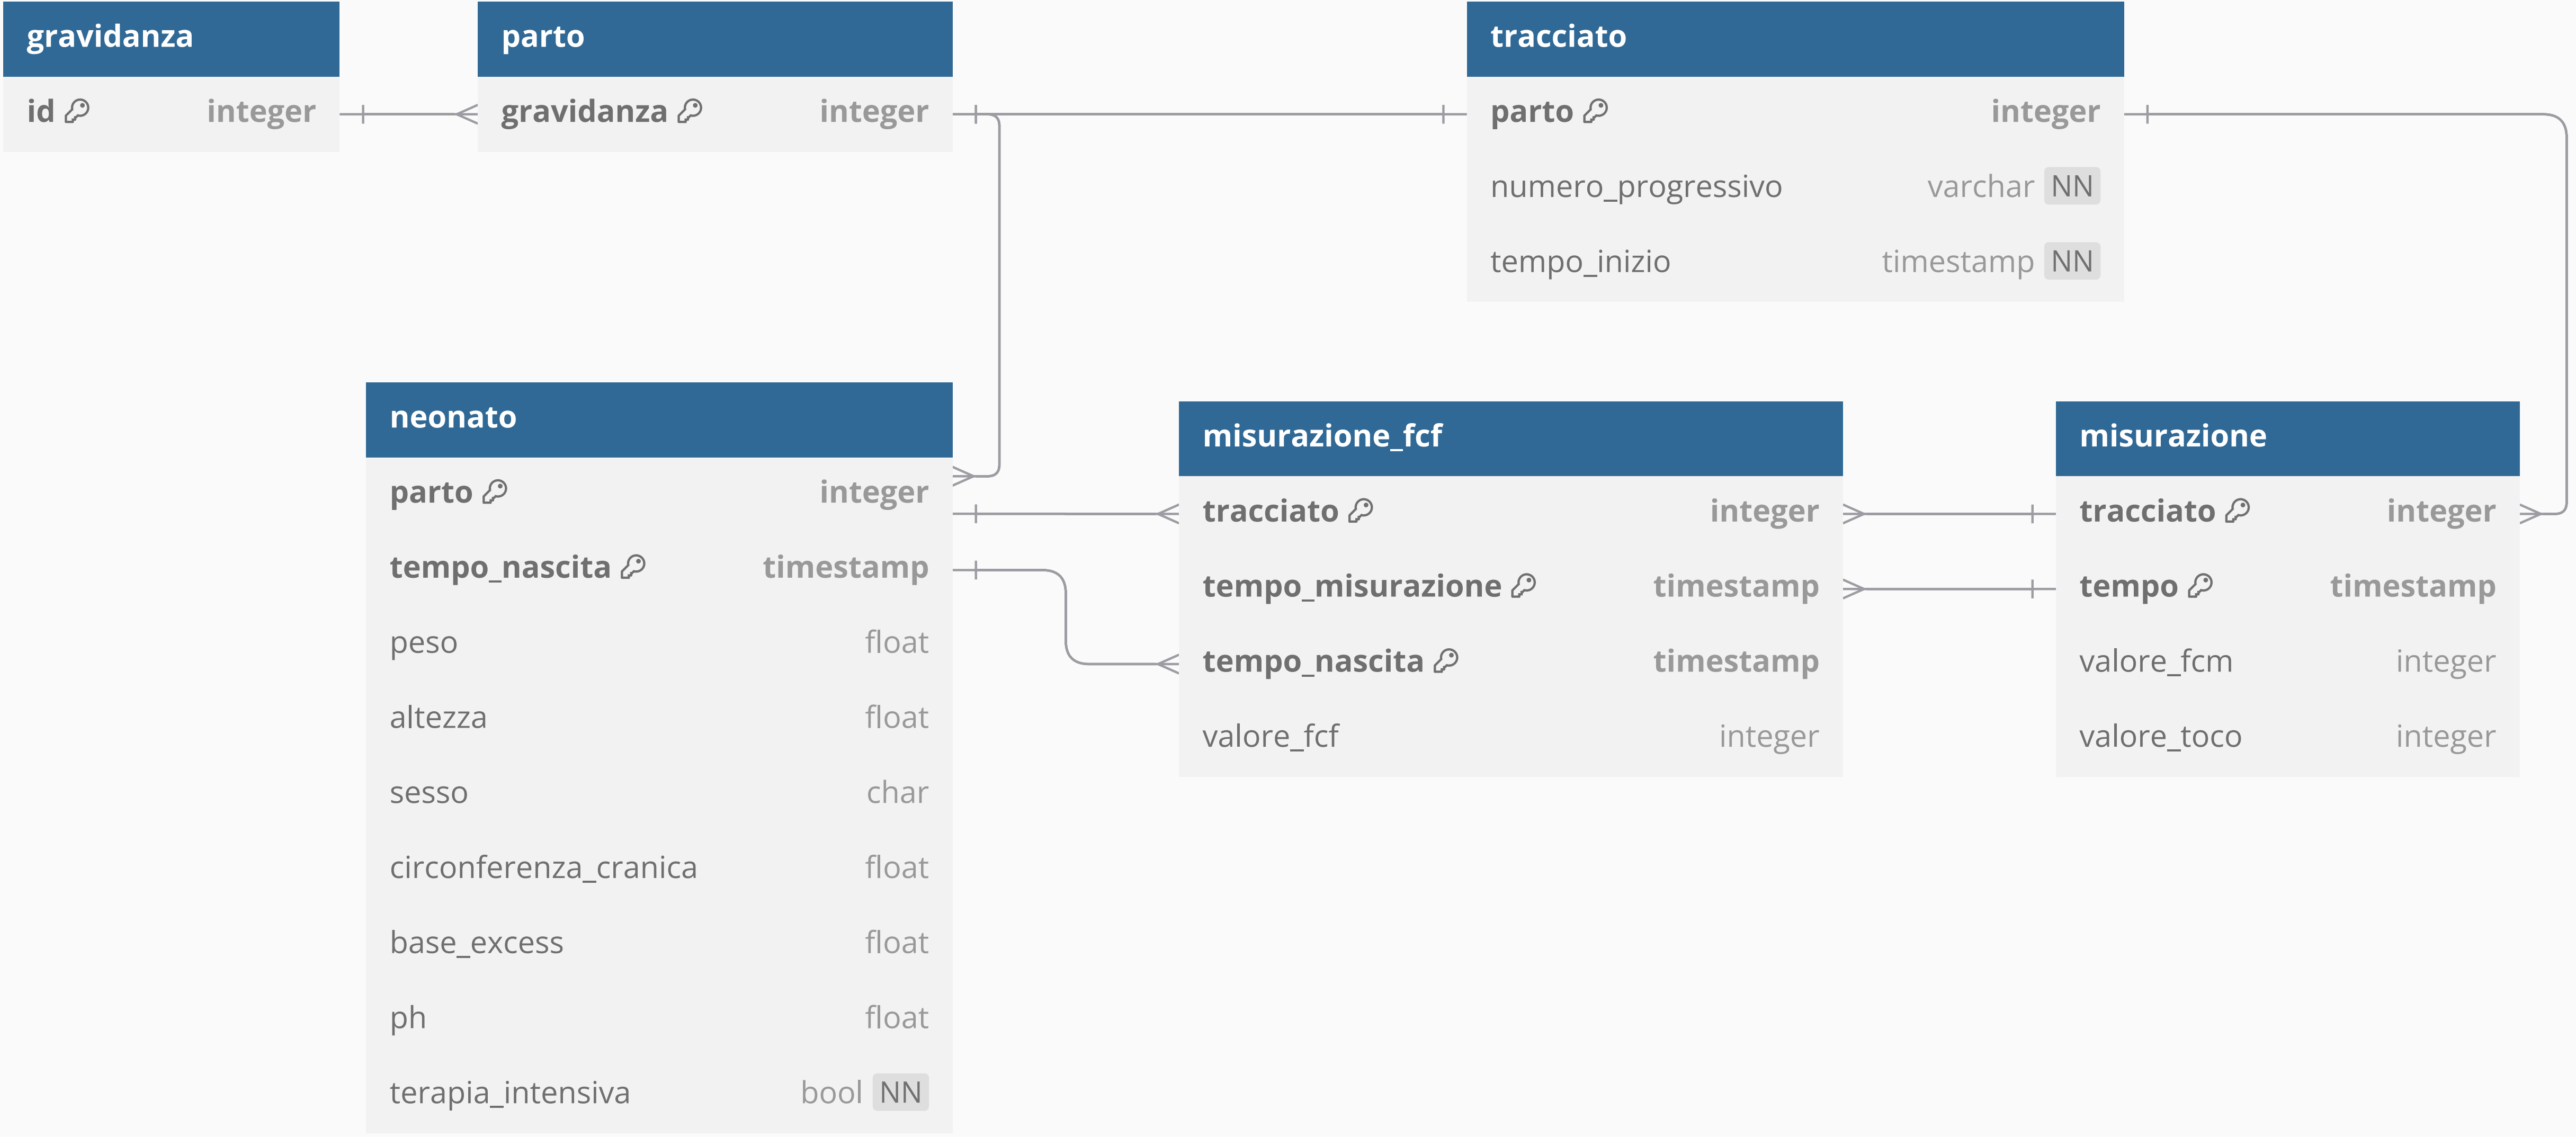 gravidanza
id integer
parto
gravidanza integer
tracciato
parto integer
numero_progressivo varchar NN
tempo_inizio timestamp NN
neonato
parto integer
tempo_nascita timestamp
peso float
altezza float
sesso char
circonferenza_cranica float
base_excess float
ph float
terapia_intensiva bool NN
misurazione_fcf
tracciato integer
tempo_misurazione timestamp
tempo_nascita timestamp
valore_fcf integer
misurazione
tracciato integer
tempo timestamp
valore_fcm integer
valore_toco integer